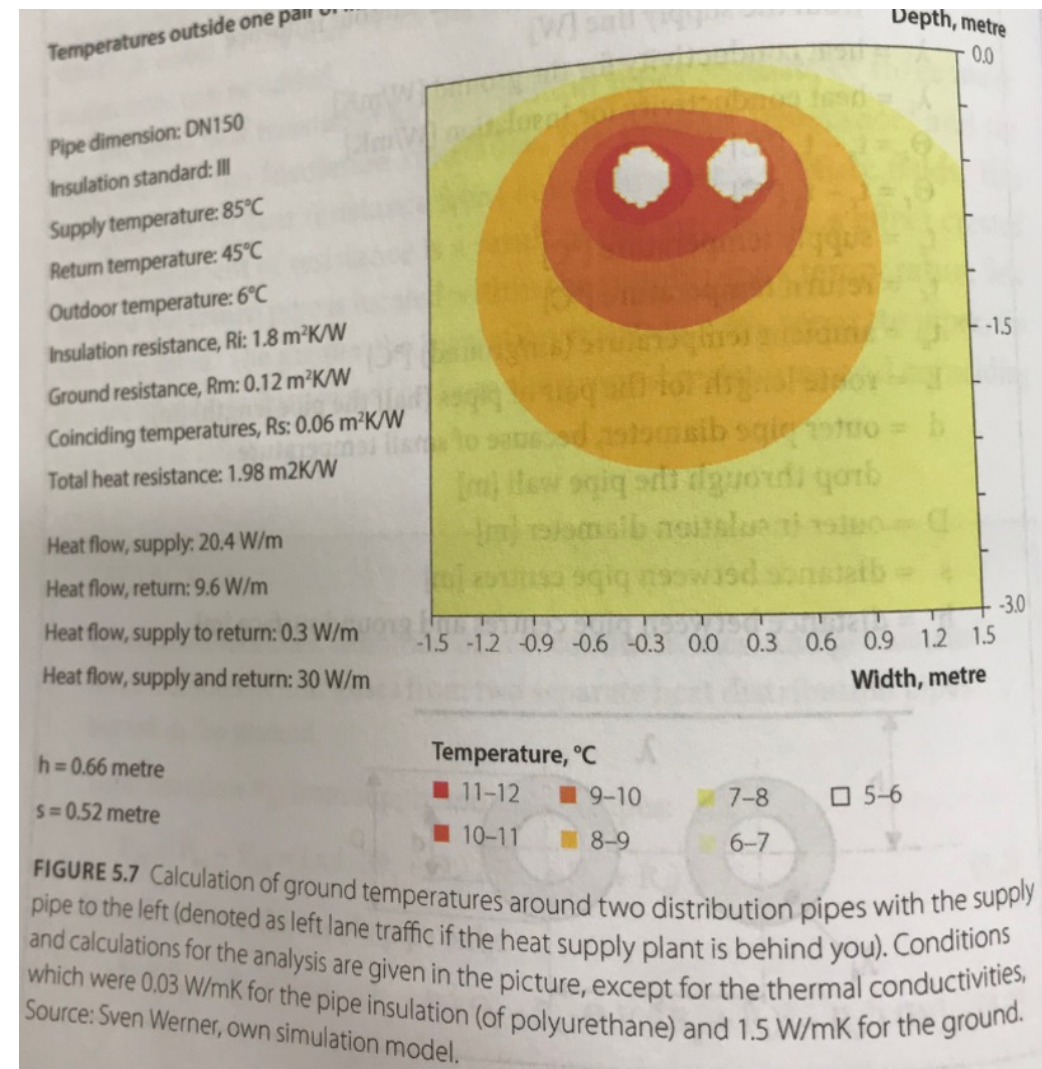 Temperatures outside one pair
Pipe dimension: DN150
Insulation standard: III
Supply temperature: 85°C
Return temperature: 45°C
Outdoor temperature: 6°C
Insulation resistance, Ri: 1.8 m²K/W
Ground resistance, Rm: 0.12 m²K/W
Coinciding temperatures, Rs: 0.06 m²K/W
Total heat resistance: 1.98 m2K/W
Heat flow, supply: 20.4 W/m
Heat flow, return: 9.6 W/m
Heat flow, supply to return: 0.3 W/m
Heat flow, supply and return: 30 W/m
h = 0.66 metre
s = 0.52 metre
Depth, metre
0.0
-1.5
-3.0
-1.5 -1.2 -0.9 -0.6 -0.3 0.0 0.3 0.6 0.9 1.2 1.5
Width, metre
Temperature, °C
11–12 9–10 7–8 5–6
10–11 8–9 6–7
FIGURE 5.7 Calculation of ground temperatures around two distribution pipes with the supply
pipe to the left (denoted as left lane traffic if the heat supply plant is behind you). Conditions
and calculations for the analysis are given in the picture, except for the thermal conductivities,
which were 0.03 W/mK for the pipe insulation (of polyurethane) and 1.5 W/mK for the ground.
Source: Sven Werner, own simulation model.